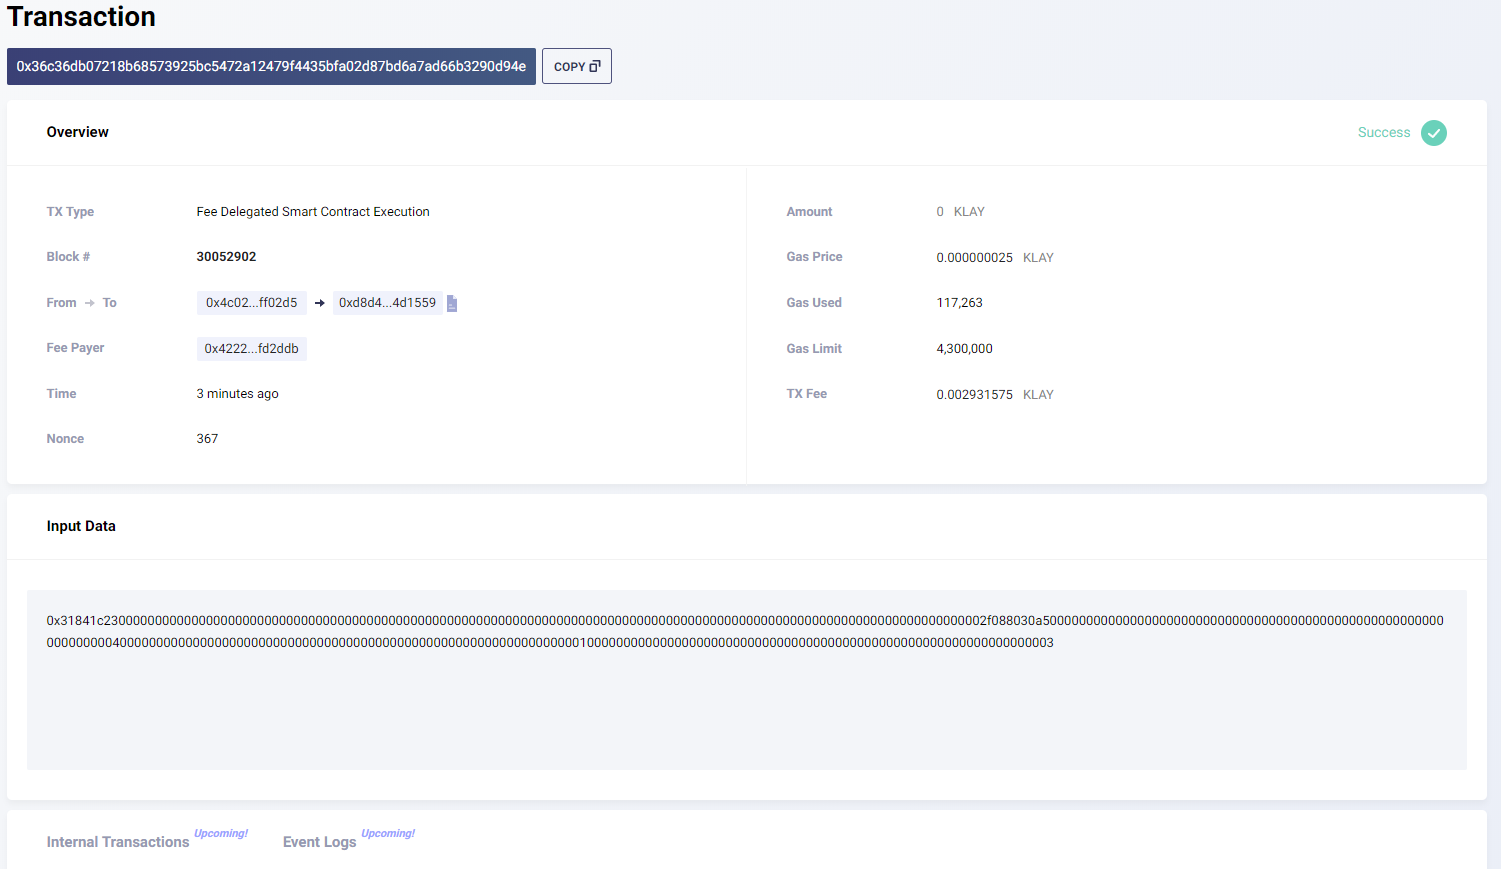 Transaction
0x36c36db07218b68573925bc5472a12479f4435bfa02d87bd6a7ad66b3290d94e COPY
Overview
Success
TX Type Fee Delegated Smart Contract Execution
Amount 0 KLAY
Block # 30052902
Gas Price 0.000000025 KLAY
From → To 0x4c02...ff02d5 → 0xd8d4...4d1559
Gas Used 117,263
Fee Payer 0x4222...fd2ddb
Gas Limit 4,300,000
Time 3 minutes ago
TX Fee 0.002931575 KLAY
Nonce 367
Input Data
Internal Transactions Upcoming!
Event Logs Upcoming!